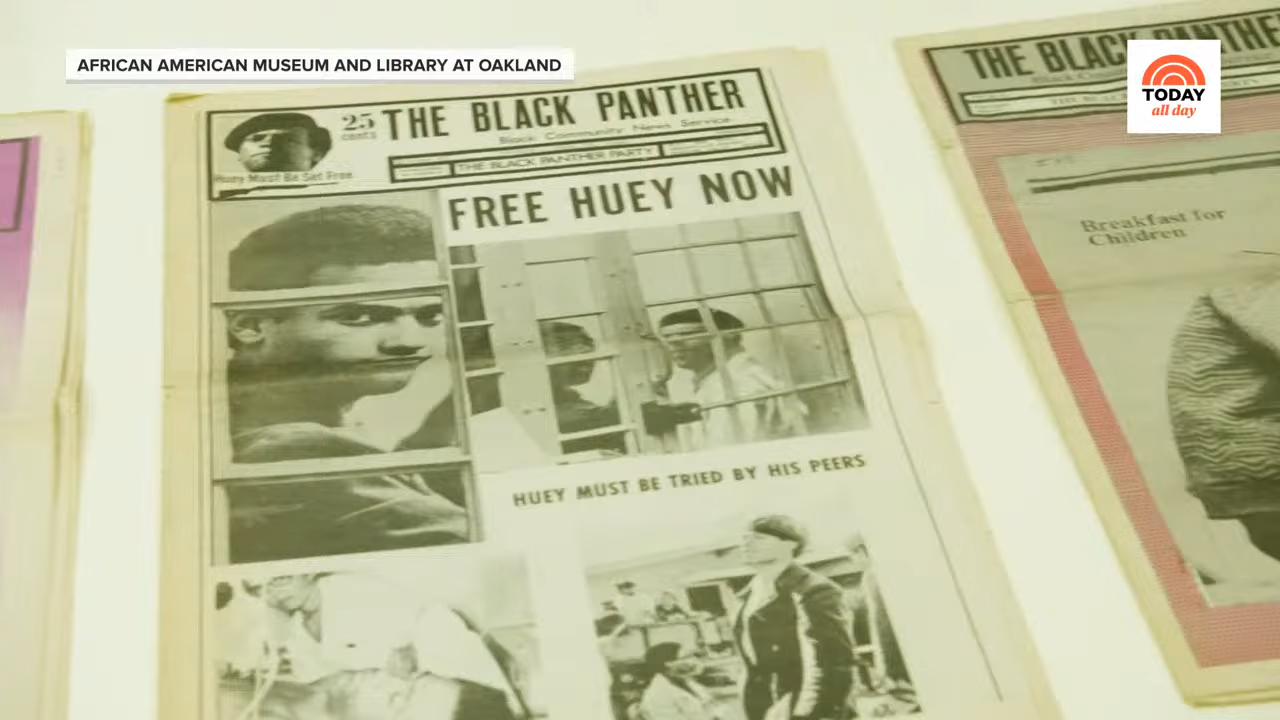 AFRICAN AMERICAN MUSEUM AND LIBRARY AT OAKLAND
TODAY
all day
25
cents
THE BLACK PANTHER
Black Community News Service
THE BLACK PANTHER PARTY
Huey Must Be Set Free
FREE HUEY NOW
HUEY MUST BE TRIED BY HIS PEERS
THE BLACK PANTHE
Breakfast for
Children